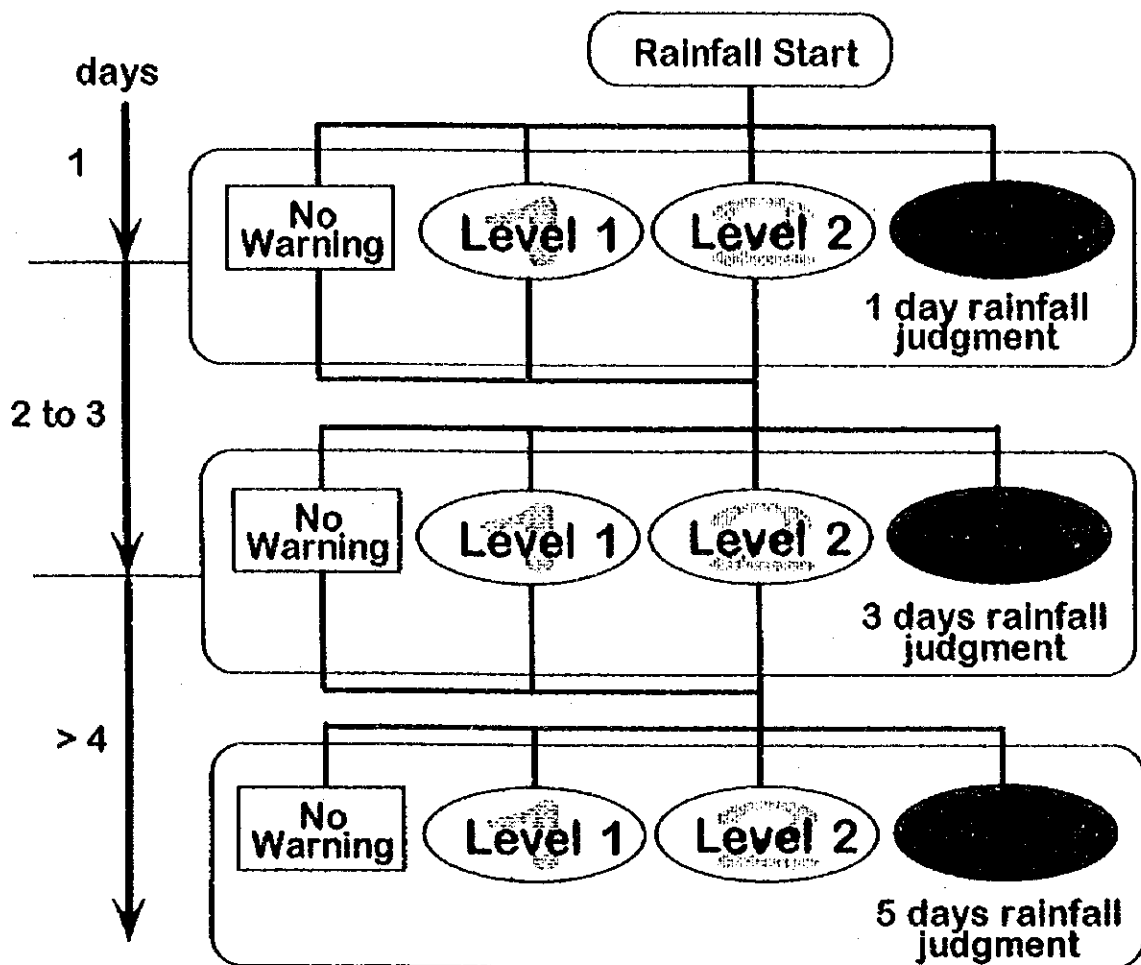 Rainfall Start
days
1
No
Warning
Level 1
Level 2
1 day rainfall
judgment
2 to 3
No
Warning
Level 1
Level 2
3 days rainfall
judgment
> 4
No
Warning
Level 1
Level 2
5 days rainfall
judgment